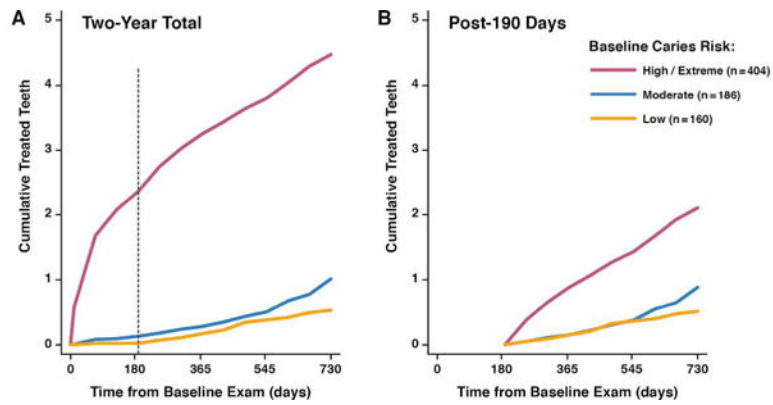 A Two-Year Total
5
4
3
2
1
0
Cumulative Treated Teeth
0 180 365 545 730
Time from Baseline Exam (days)
B Post-190 Days
Baseline Caries Risk:
High / Extreme (n=404)
Moderate (n=186)
Low (n=160)
5
4
3
2
1
0
Cumulative Treated Teeth
0 180 365 545 730
Time from Baseline Exam (days)